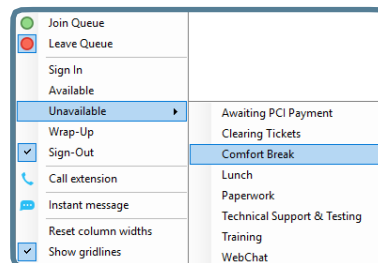 Join Queue
Leave Queue
Sign In
Available
Unavailable
Wrap-Up
Sign-Out
Call extension
Instant message
Reset column widths
Show gridlines
Awaiting PCI Payment
Clearing Tickets
Comfort Break
Lunch
Paperwork
Technical Support & Testing
Training
WebChat